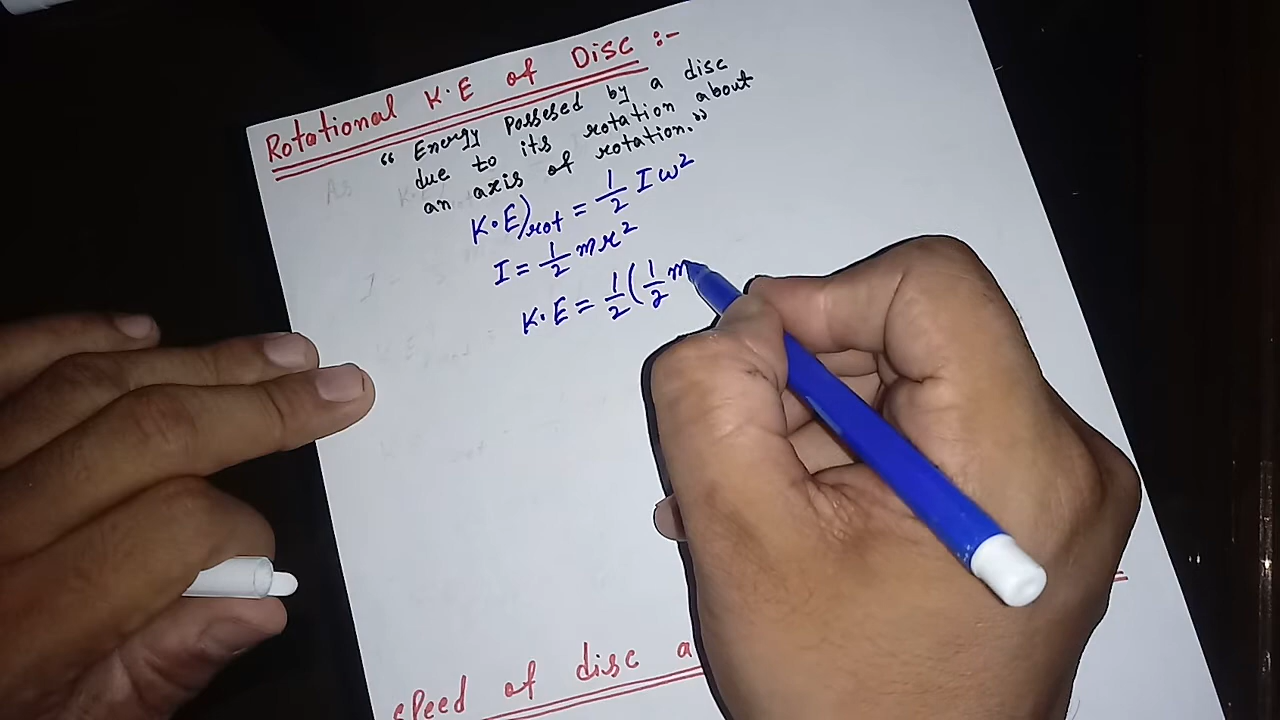 Rotational K.E of Disc :-
“ Energy Possesed by a disc
due to its rotation about
an axis of rotation.”
K.E)rot = 1/2 I ω²
I = 1/2 mr²
K.E = 1/2 (1/2 m
speed of disc a